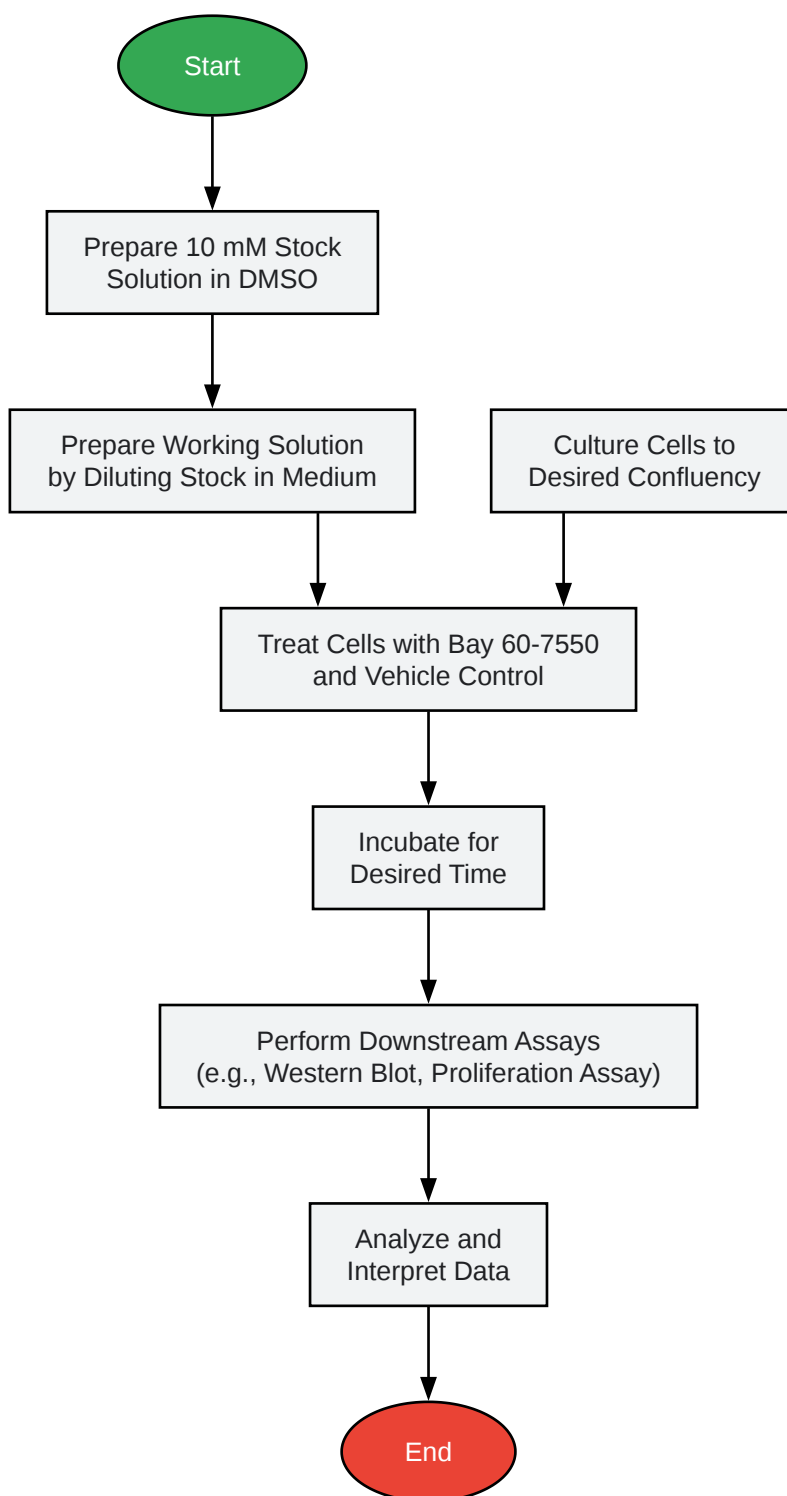 Start
Prepare 10 mM Stock
Solution in DMSO
Prepare Working Solution
by Diluting Stock in Medium
Culture Cells to
Desired Confluency
Treat Cells with Bay 60-7550
and Vehicle Control
Incubate for
Desired Time
Perform Downstream Assays
(e.g., Western Blot, Proliferation Assay)
Analyze and
Interpret Data
End